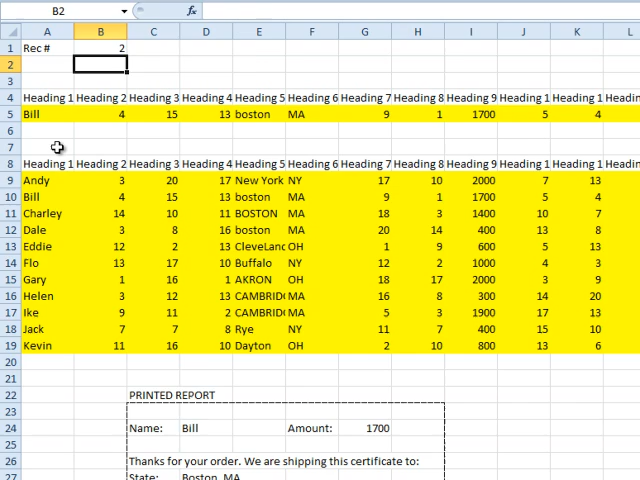 B2 fx
A B C D E F G H I J K L
1 Rec # 2
2
3
4 Heading 1 Heading 2 Heading 3 Heading 4 Heading 5 Heading 6 Heading 7 Heading 8 Heading 9 Heading 1 Heading 1 Headin
5 Bill 4 15 13 boston MA 9 1 1700 5 4
6
7
8 Heading 1 Heading 2 Heading 3 Heading 4 Heading 5 Heading 6 Heading 7 Heading 8 Heading 9 Heading 1 Heading 1 Headin
9 Andy 3 20 17 New York NY 17 10 2000 7 13
10 Bill 4 15 13 boston MA 9 1 1700 5 4
11 Charley 14 10 11 BOSTON MA 18 3 1400 10 7
12 Dale 3 8 16 boston MA 20 14 400 13 8
13 Eddie 12 2 13 CleveLand OH 1 9 600 5 13
14 Flo 13 17 10 Buffalo NY 12 2 1000 4 3
15 Gary 1 16 1 AKRON OH 18 17 2000 3 9
16 Helen 3 12 13 CAMBRID MA 16 8 300 14 20
17 Ike 9 11 2 CAMBRID MA 5 3 1900 17 13
18 Jack 7 7 8 Rye NY 11 7 400 15 10
19 Kevin 11 16 10 Dayton OH 2 10 800 13 6
20
21
22 PRINTED REPORT
23
24 Name: Bill Amount: 1700
25
26 Thanks for your order. We are shipping this certificate to:
27 State: Boston, MA